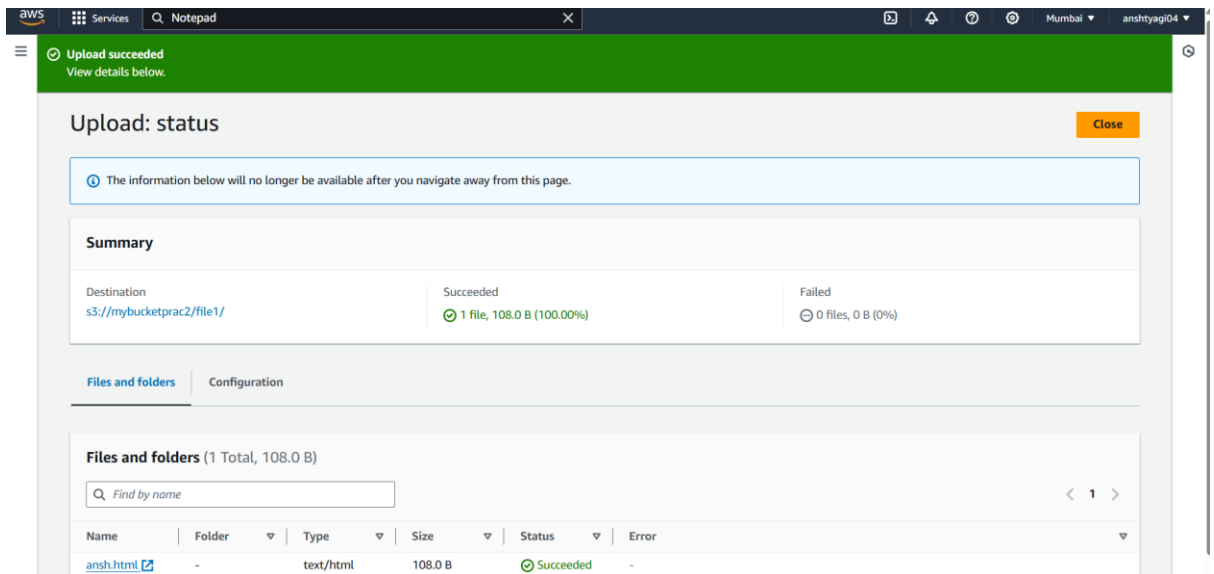 aws Services Notepad Mumbai anshtyagi04
Upload succeeded
View details below.
Upload: status
Close
The information below will no longer be available after you navigate away from this page.
Summary
Destination Succeeded Failed
s3://mybucketprac2/file1/ 1 file, 108.0 B (100.00%) 0 files, 0 B (0%)
Files and folders Configuration
Files and folders (1 Total, 108.0 B)
Find by name 1
Name Folder Type Size Status Error
ansh.html - text/html 108.0 B Succeeded -